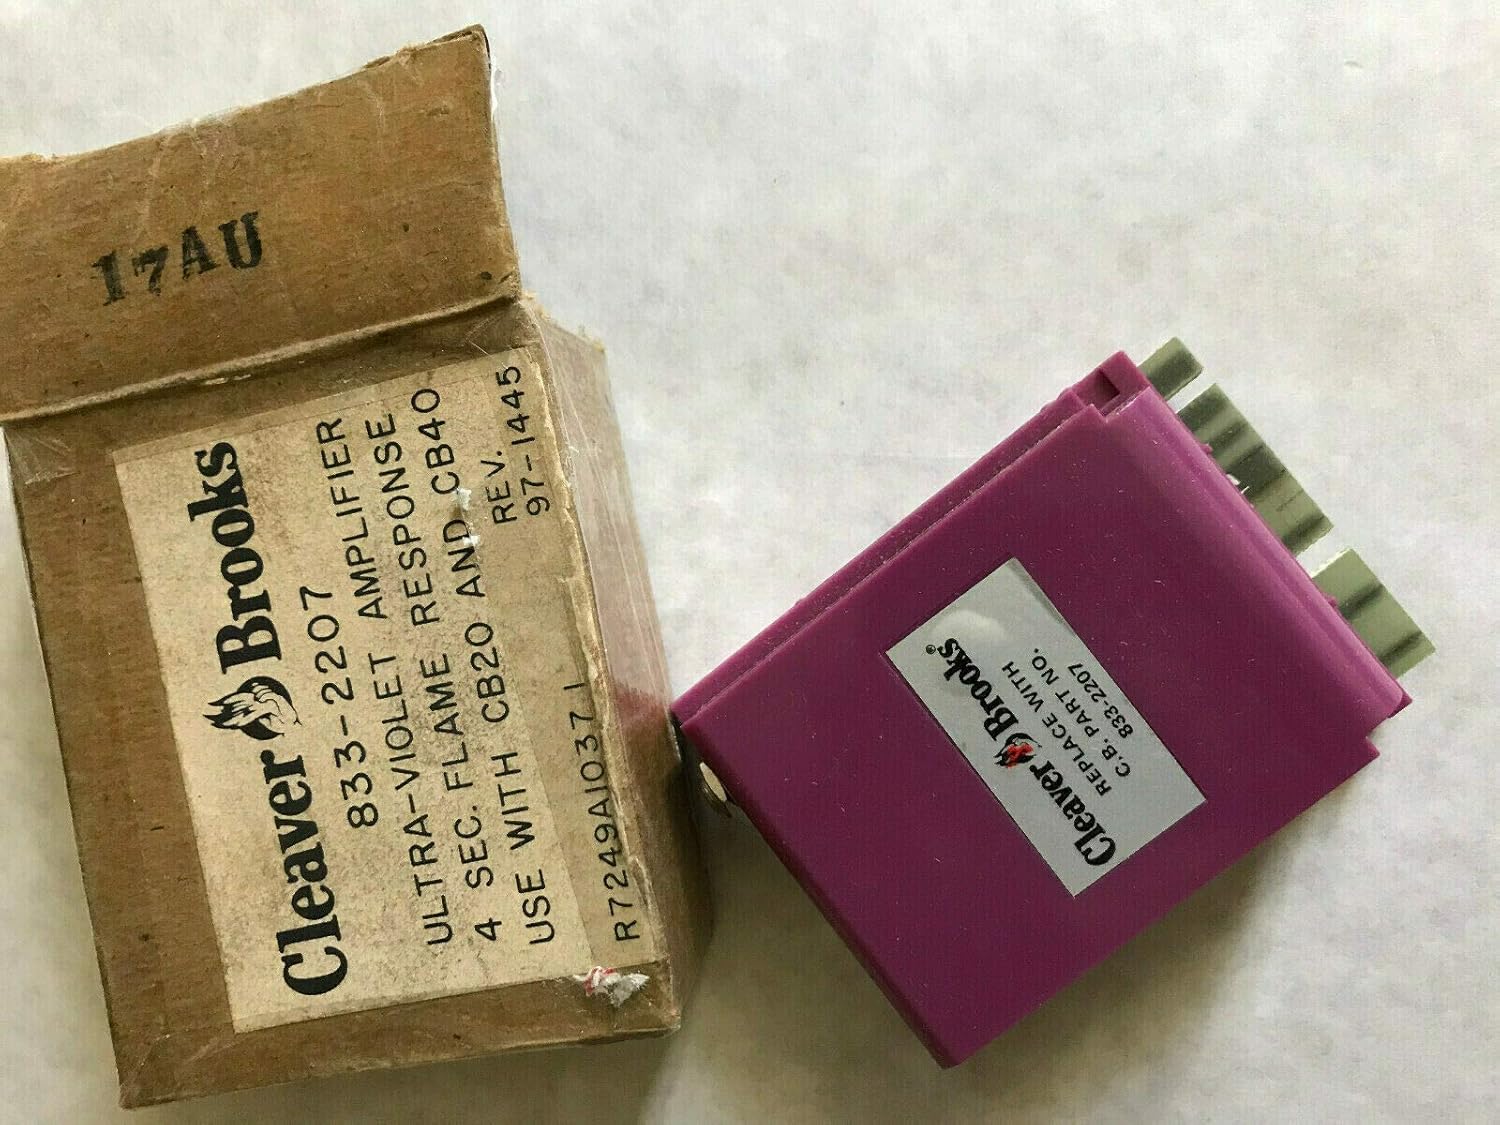 17AU
Cleaver Brooks
833-2207
ULTRA-VIOLET AMPLIFIER
4 SEC. FLAME RESPONSE
USE WITH CB20 AND CB40
REV.
R7249A1037 1 97-1445
Cleaver Brooks®
REPLACE WITH
C.B. PART NO.
833-2207